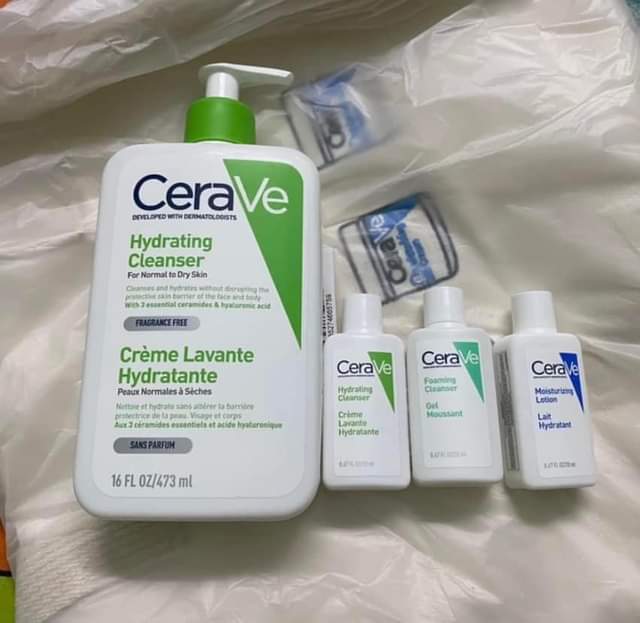 CeraVe
DEVELOPED WITH DERMATOLOGISTS
Hydrating
Cleanser
For Normal to Dry Skin
Cleanses and hydrates without disrupting the
protective skin barrier of the face and body
With 3 essential ceramides & hyaluronic acid
FRAGRANCE FREE
Crème Lavante
Hydratante
Peaux Normales à Sèches
Nettoie et hydrate sans altérer la barrière
protectrice de la peau. Visage et corps
Aux 3 céramides essentiels et acide hyaluronique
SANS PARFUM
16 FL OZ/473 ml
CeraVe
Hydrating
Cleanser
Crème
Lavante
Hydratante
CeraVe
Foaming
Cleanser
Gel
Moussant
CeraVe
Moisturizing
Lotion
Lait
Hydratant
CeraVe